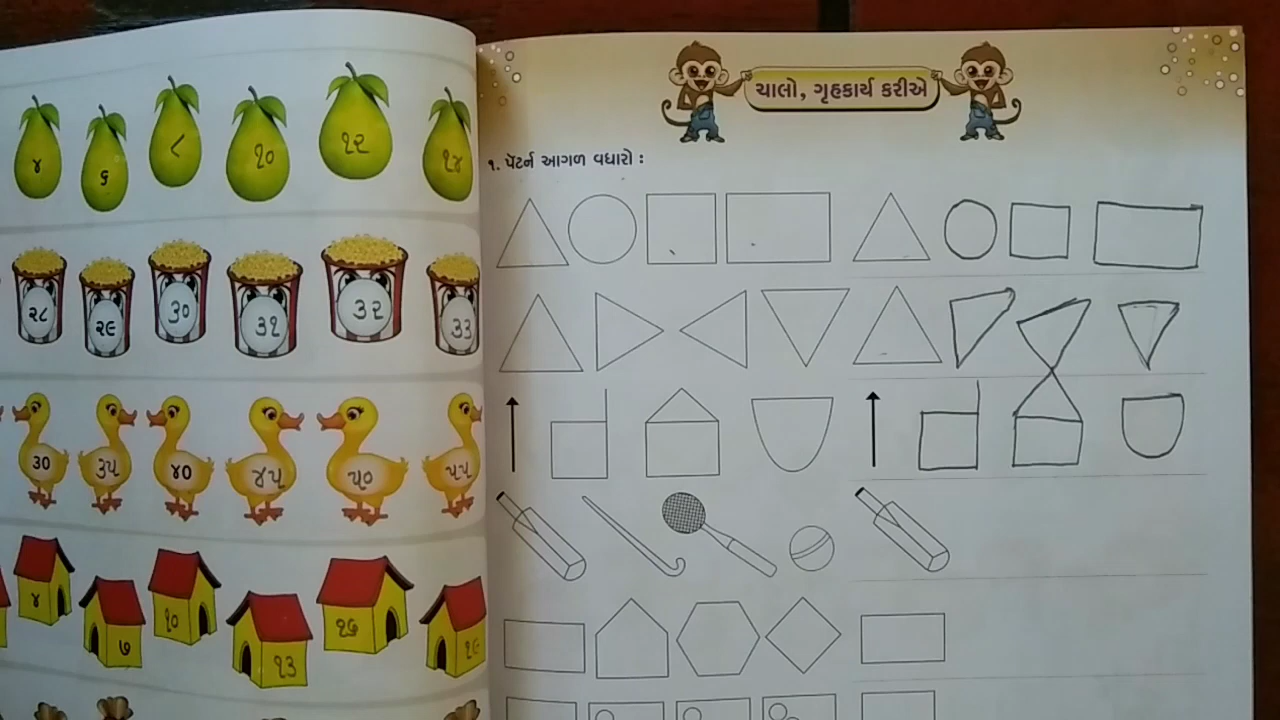 ૪ ૬ ૮ ૧૦ ૧૨ ૧૪
૨૮ ૨૯ ૩૦ ૩૧ ૩૨ ૩૩
૩૦ ૩૫ ૪૦ ૪૫ ૫૦ ૫૫
૪ ૭ ૧૦ ૧૩ ૧૬ ૧૯
ચાલો, ગૃહકાર્ય કરીએ
૧. પૅટર્ન આગળ વધારો :